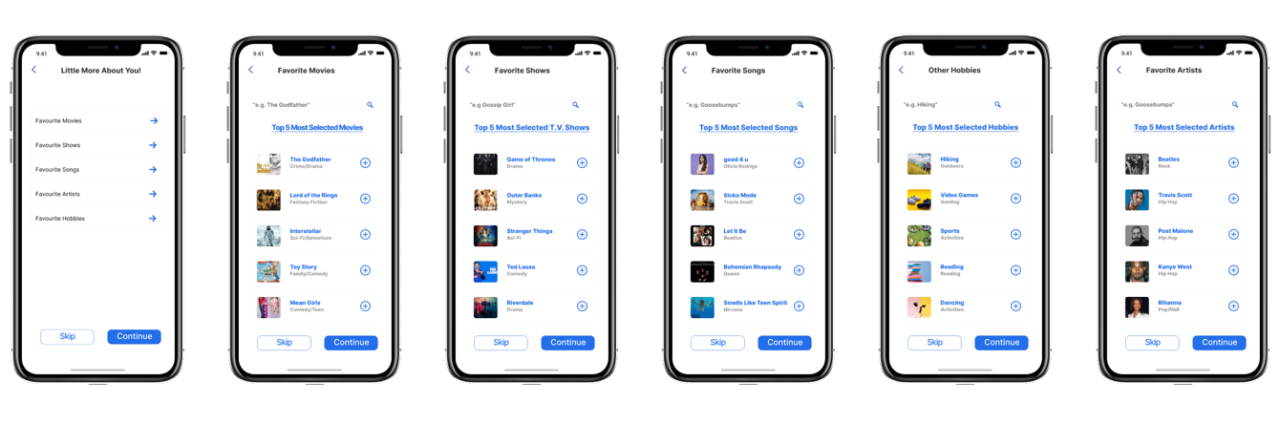 9:41
Little More About You!
Favourite Movies
Favourite Shows
Favourite Songs
Favourite Artists
Favourite Hobbies
Skip
Continue
9:41
Favorite Movies
"e.g. The Godfather"
Top 5 Most Selected Movies
The Godfather
Crime/Drama
Lord of the Rings
Fantasy Fiction
Interstellar
Sci-Fi/Adventure
Toy Story
Family/Comedy
Mean Girls
Comedy/Teen
Skip
Continue
9:41
Favorite Shows
"e.g Gossip Girl"
Top 5 Most Selected T.V. Shows
Game of Thrones
Drama
Outer Banks
Mystery
Stranger Things
Sci-Fi
Ted Lasso
Comedy
Riverdale
Drama
Skip
Continue
9:41
Favorite Songs
"e.g. Goosebumps"
Top 5 Most Selected Songs
good 4 u
Olivia Rodrigo
Sicko Mode
Travis Scott
Let It Be
Beatles
Bohemian Rhapsody
Queen
Smells Like Teen Spirit
Nirvana
Skip
Continue
9:41
Other Hobbies
"e.g. Hiking"
Top 5 Most Selected Hobbies
Hiking
Outdoors
Video Games
Gaming
Sports
Activities
Reading
Reading
Dancing
Activities
Skip
Continue
9:41
Favorite Artists
"e.g. Goosebumps"
Top 5 Most Selected Artists
Beatles
Rock
Travis Scott
Hip Hop
Post Malone
Hip Hop
Kanye West
Hip Hop
Rihanna
Pop/R&B
Skip
Continue